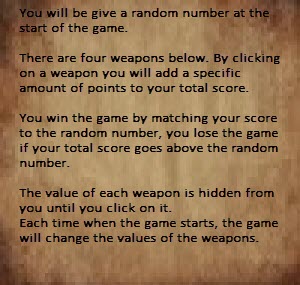 You will be give a random number at the
start of the game.
There are four weapons below. By clicking
on a weapon you will add a specific
amount of points to your total score.
You win the game by matching your score
to the random number, you lose the game
if your total score goes above the random
number.
The value of each weapon is hidden from
you until you click on it.
Each time when the game starts, the game
will change the values of the weapons.